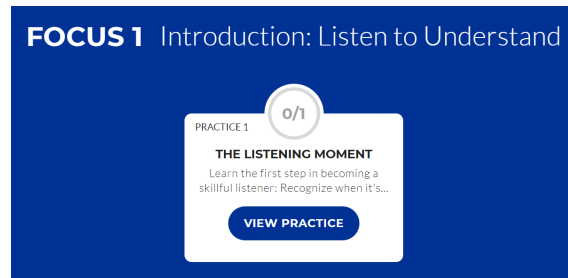 FOCUS 1 Introduction: Listen to Understand
0/1
PRACTICE 1
THE LISTENING MOMENT
Learn the first step in becoming a
skillful listener: Recognize when it's...
VIEW PRACTICE